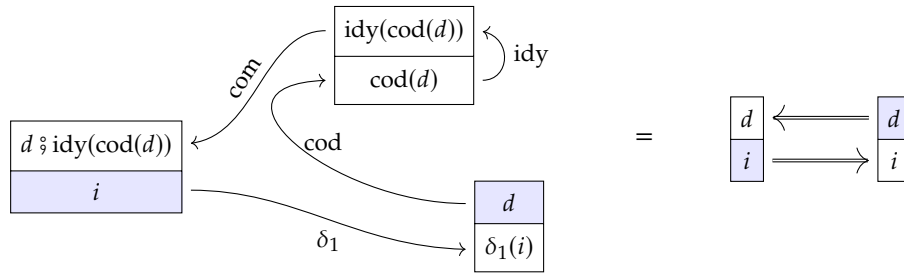 idy(cod(d))
cod(d)
idy
com
cod
d ⨟ idy(cod(d))
i
δ₁
d
δ₁(i)
=
d
i
d
i